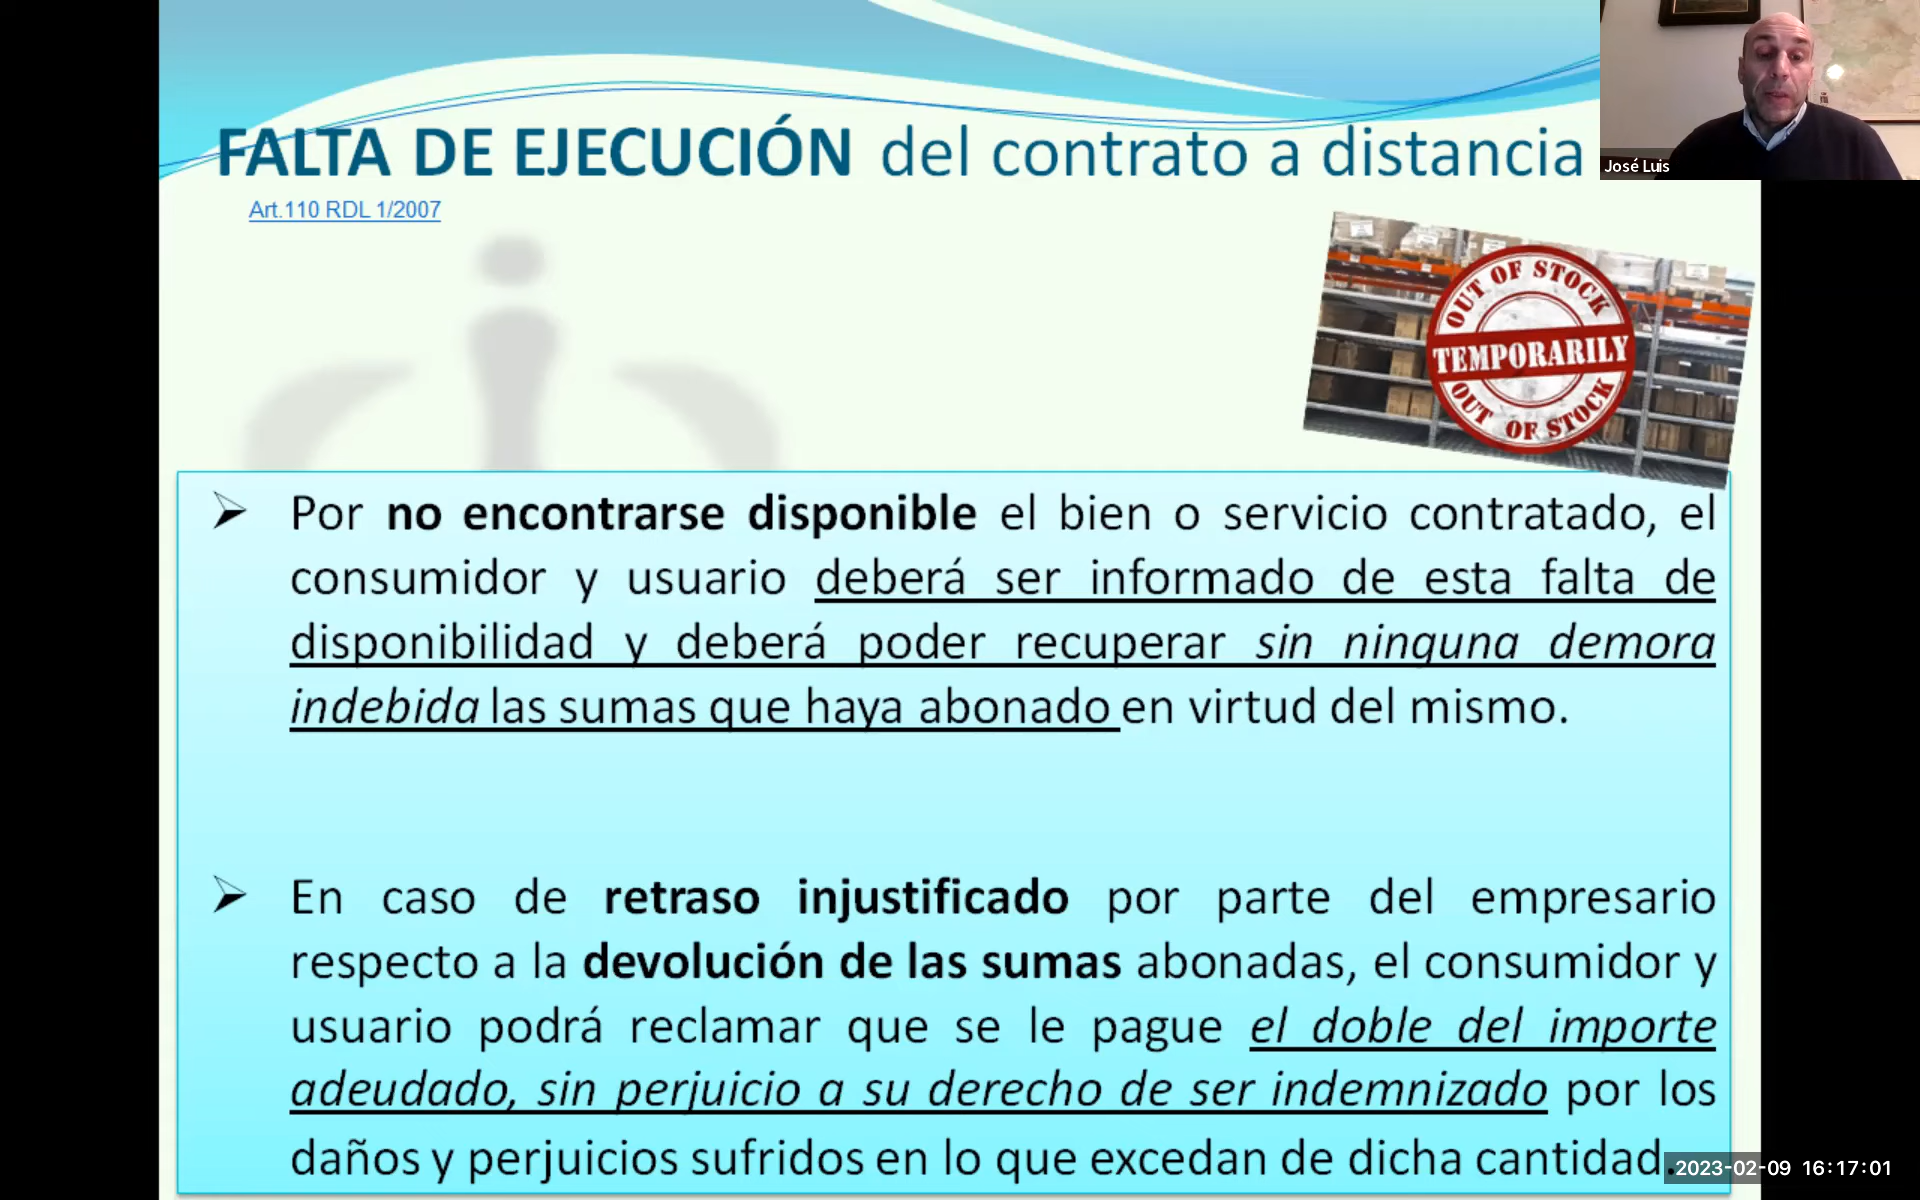 FALTA DE EJECUCIÓN del contrato a distancia
José Luis
Art.110 RDL 1/2007
OUT OF STOCK
TEMPORARILY
OUT OF STOCK
Por no encontrarse disponible el bien o servicio contratado, el
consumidor y usuario deberá ser informado de esta falta de
disponibilidad y deberá poder recuperar sin ninguna demora
indebida las sumas que haya abonado en virtud del mismo.
En caso de retraso injustificado por parte del empresario
respecto a la devolución de las sumas abonadas, el consumidor y
usuario podrá reclamar que se le pague el doble del importe
adeudado, sin perjuicio a su derecho de ser indemnizado por los
daños y perjuicios sufridos en lo que excedan de dicha cantidad.
2023-02-09 16:17:01